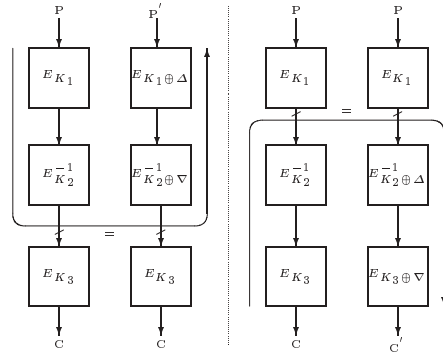 P P′ P P
E_{K_1} E_{K_1⊕Δ} E_{K_1} E_{K_1}
=
E^{-1}_{K_2} E^{-1}_{K_2⊕∇} E^{-1}_{K_2} E^{-1}_{K_2⊕Δ}
=
E_{K_3} E_{K_3} E_{K_3} E_{K_3⊕∇}
C C C C′